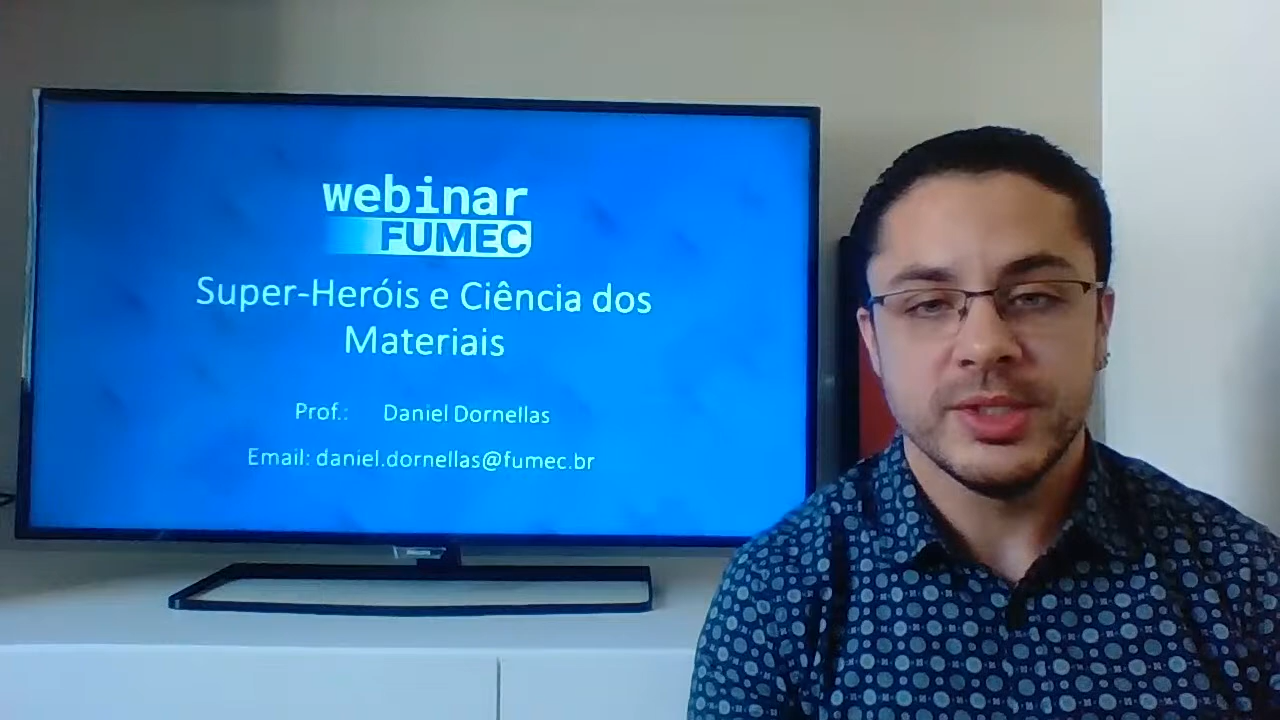 webinar
FUMEC
Super-Heróis e Ciência dos
Materiais
Prof.: Daniel Dornellas
Email: daniel.dornellas@fumec.br